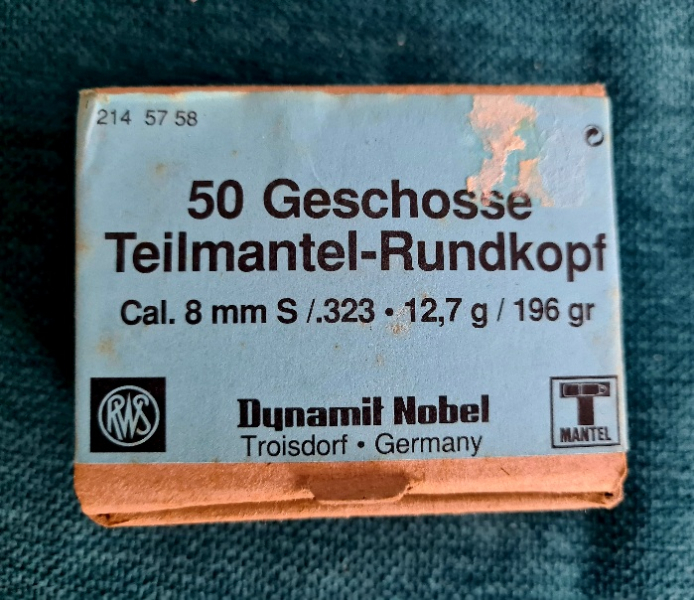 214 57 58
50 Geschosse
Teilmantel-Rundkopf
Cal. 8 mm S /.323 • 12,7 g / 196 gr
RWS
Dynamit Nobel
Troisdorf • Germany
T
MANTEL